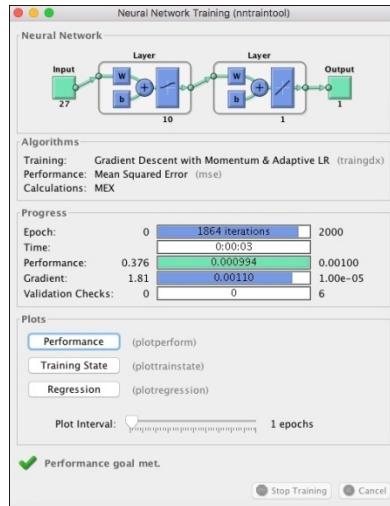 Neural Network Training (nntraintool)
Neural Network
Layer Layer
Input Output
W W
+ +
b b
27 1
10 1
Algorithms
Training: Gradient Descent with Momentum & Adaptive LR (traingdx)
Performance: Mean Squared Error (mse)
Calculations: MEX
Progress
Epoch: 0 1864 iterations 2000
Time: 0:00:03
Performance: 0.376 0.000994 0.00100
Gradient: 1.81 0.00110 1.00e-05
Validation Checks: 0 0 6
Plots
Performance (plotperform)
Training State (plottrainstate)
Regression (plotregression)
Plot Interval: 1 epochs
Performance goal met.
Stop Training Cancel